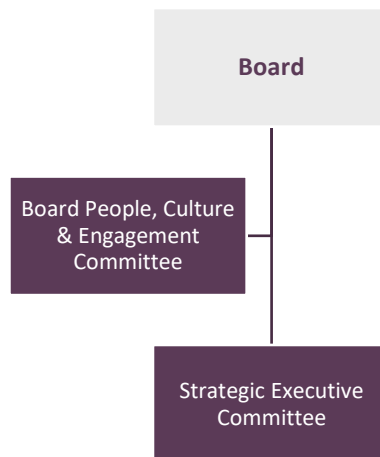 Board
Board People, Culture
& Engagement
Committee
Strategic Executive
Committee